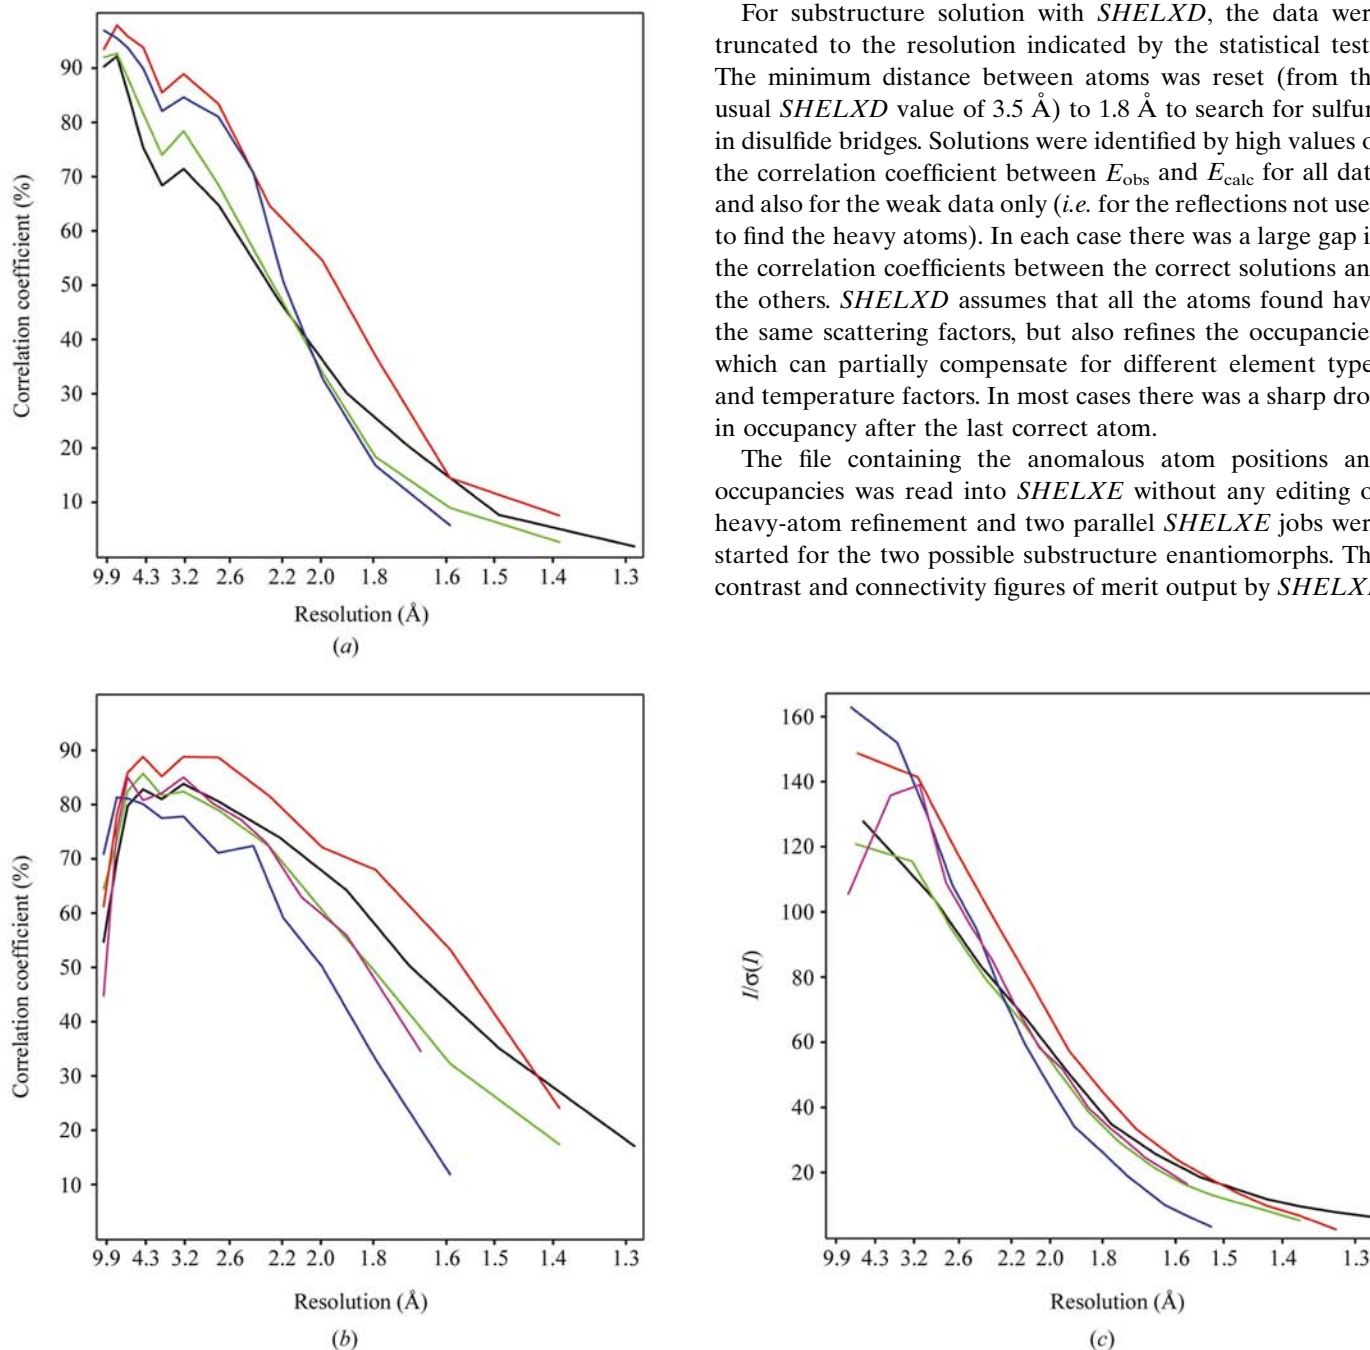 For substructure solution with SHELXD, the data wer
truncated to the resolution indicated by the statistical test
The minimum distance between atoms was reset (from th
usual SHELXD value of 3.5 Å) to 1.8 Å to search for sulfur
in disulfide bridges. Solutions were identified by high values o
the correlation coefficient between Eobs and Ecalc for all dat
and also for the weak data only (i.e. for the reflections not use
to find the heavy atoms). In each case there was a large gap i
the correlation coefficients between the correct solutions an
the others. SHELXD assumes that all the atoms found hav
the same scattering factors, but also refines the occupancie
which can partially compensate for different element type
and temperature factors. In most cases there was a sharp dro
in occupancy after the last correct atom.
The file containing the anomalous atom positions an
occupancies was read into SHELXE without any editing o
heavy-atom refinement and two parallel SHELXE jobs wer
started for the two possible substructure enantiomorphs. Th
contrast and connectivity figures of merit output by SHELX
Correlation coefficient (%)
90
80
70
60
50
40
30
20
10
9.9 4.3 3.2 2.6 2.2 2.0 1.8 1.6 1.5 1.4 1.3
Resolution (Å)
(a)
Correlation coefficient (%)
90
80
70
60
50
40
30
20
10
9.9 4.3 3.2 2.6 2.2 2.0 1.8 1.6 1.5 1.4 1.3
Resolution (Å)
(b)
I/σ(I)
160
140
120
100
80
60
40
20
9.9 4.3 3.2 2.6 2.2 2.0 1.8 1.6 1.5 1.4 1.3
Resolution (Å)
(c)